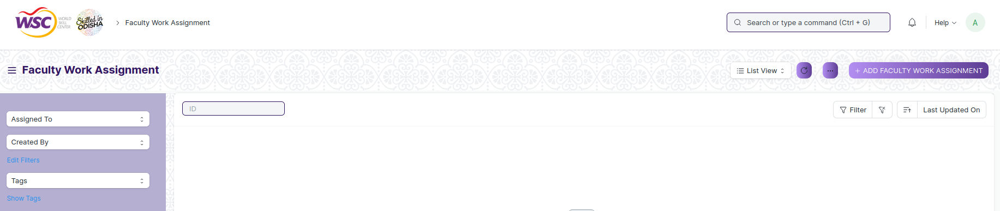 WSC WORLD SKILL CENTER
Skilled in ODISHA
Faculty Work Assignment
Search or type a command (Ctrl + G)
Help
A
Faculty Work Assignment
List View
...
+ ADD FACULTY WORK ASSIGNMENT
Assigned To
ID
Filter
Last Updated On
Created By
Edit Filters
Tags
Show Tags